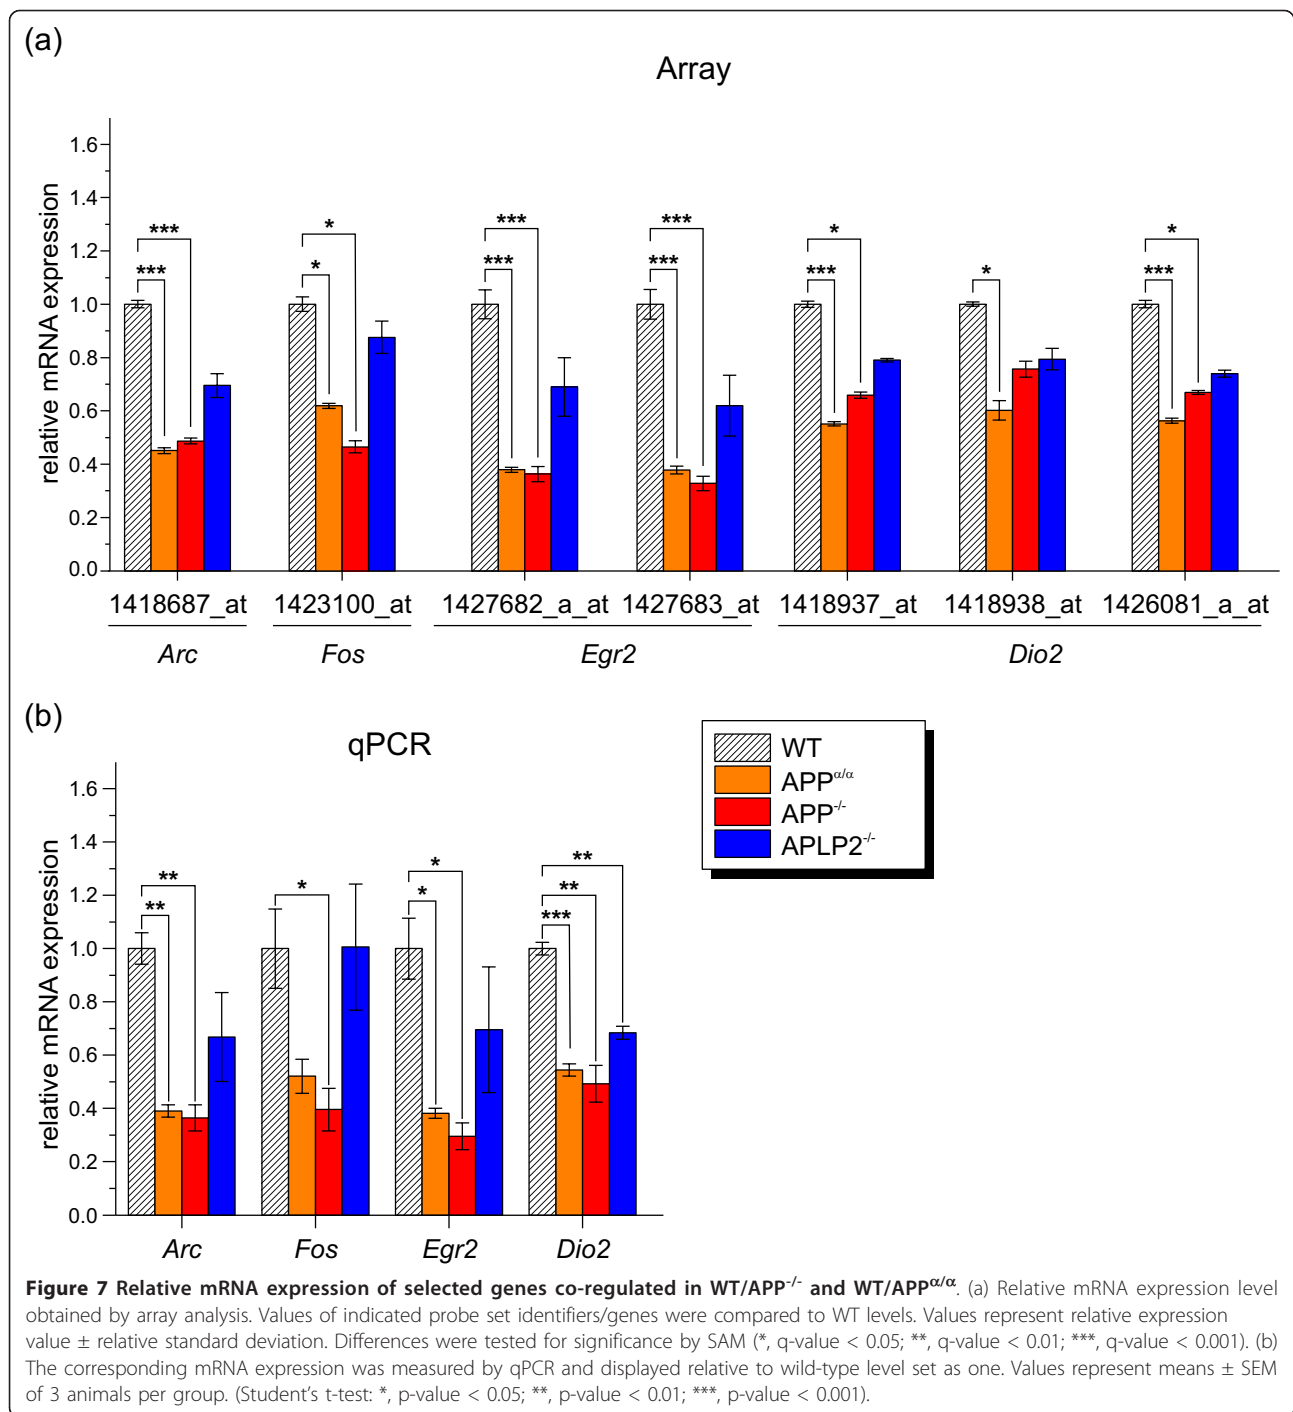 (a)
Array
relative mRNA expression
1.6
1.4
1.2
1.0
0.8
0.6
0.4
0.2
0.0
*** * *** *** * *
*** * *** *** *** * ***
1418687_at 1423100_at 1427682_a_at 1427683_at 1418937_at 1418938_at 1426081_a_at
Arc Fos Egr2 Dio2
(b)
qPCR
relative mRNA expression
1.6
1.4
1.2
1.0
0.8
0.6
0.4
0.2
0.0
**
** * * **
** * ***
Arc Fos Egr2 Dio2
WT
APPα/α
APP-/-
APLP2-/-
Figure 7 Relative mRNA expression of selected genes co-regulated in WT/APP-/- and WT/APPα/α. (a) Relative mRNA expression level
obtained by array analysis. Values of indicated probe set identifiers/genes were compared to WT levels. Values represent relative expression
value ± relative standard deviation. Differences were tested for significance by SAM (*, q-value < 0.05; **, q-value < 0.01; ***, q-value < 0.001). (b)
The corresponding mRNA expression was measured by qPCR and displayed relative to wild-type level set as one. Values represent means ± SEM
of 3 animals per group. (Student's t-test: *, p-value < 0.05; **, p-value < 0.01; ***, p-value < 0.001).